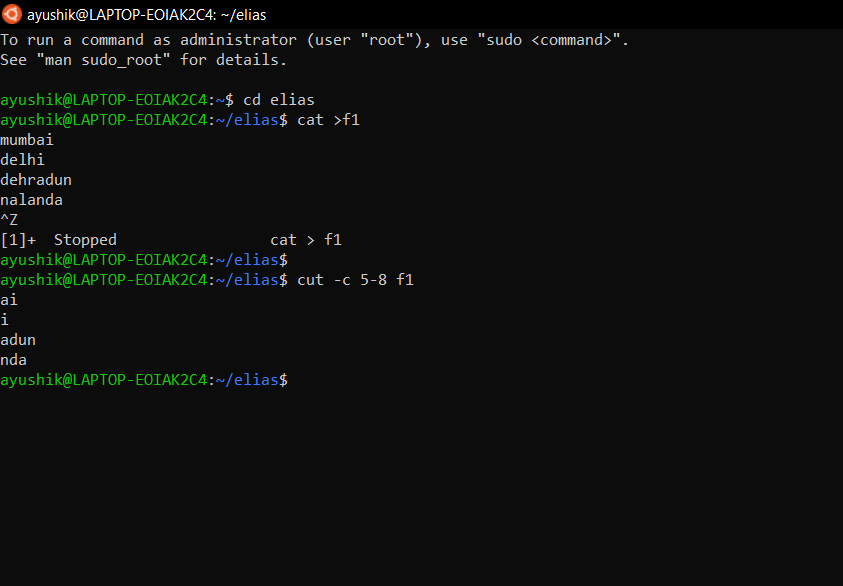 ayushik@LAPTOP-EOIAK2C4: ~/elias
To run a command as administrator (user "root"), use "sudo <command>".
See "man sudo_root" for details.
ayushik@LAPTOP-EOIAK2C4:~$ cd elias
ayushik@LAPTOP-EOIAK2C4:~/elias$ cat >f1
mumbai
delhi
dehradun
nalanda
^Z
[1]+  Stopped                 cat > f1
ayushik@LAPTOP-EOIAK2C4:~/elias$
ayushik@LAPTOP-EOIAK2C4:~/elias$ cut -c 5-8 f1
ai
i
adun
nda
ayushik@LAPTOP-EOIAK2C4:~/elias$